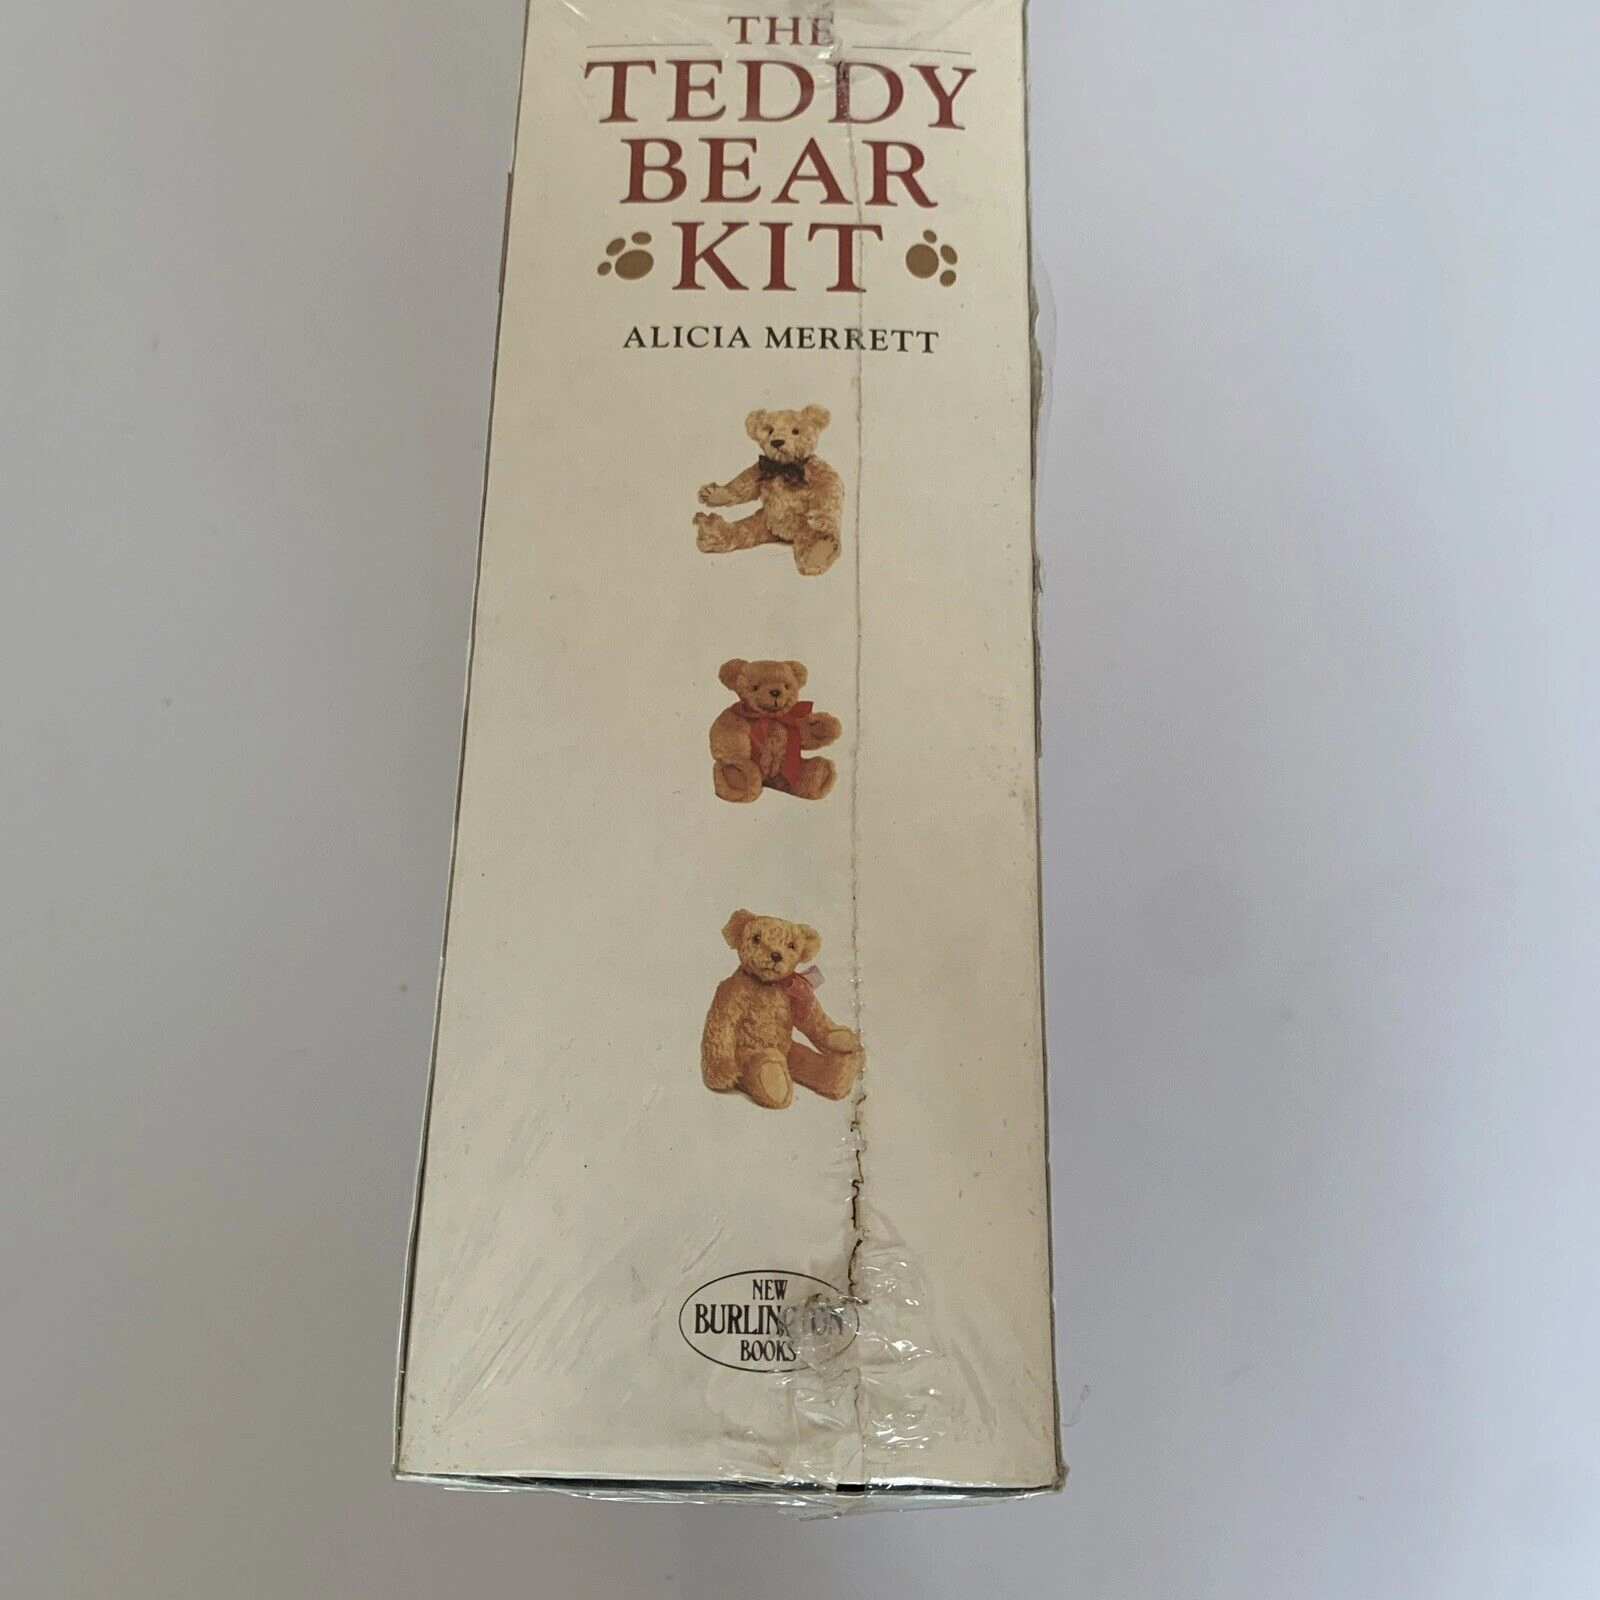 THE
TEDDY
BEAR
KIT
ALICIA MERRETT
NEW
BURLINGTON
BOOKS